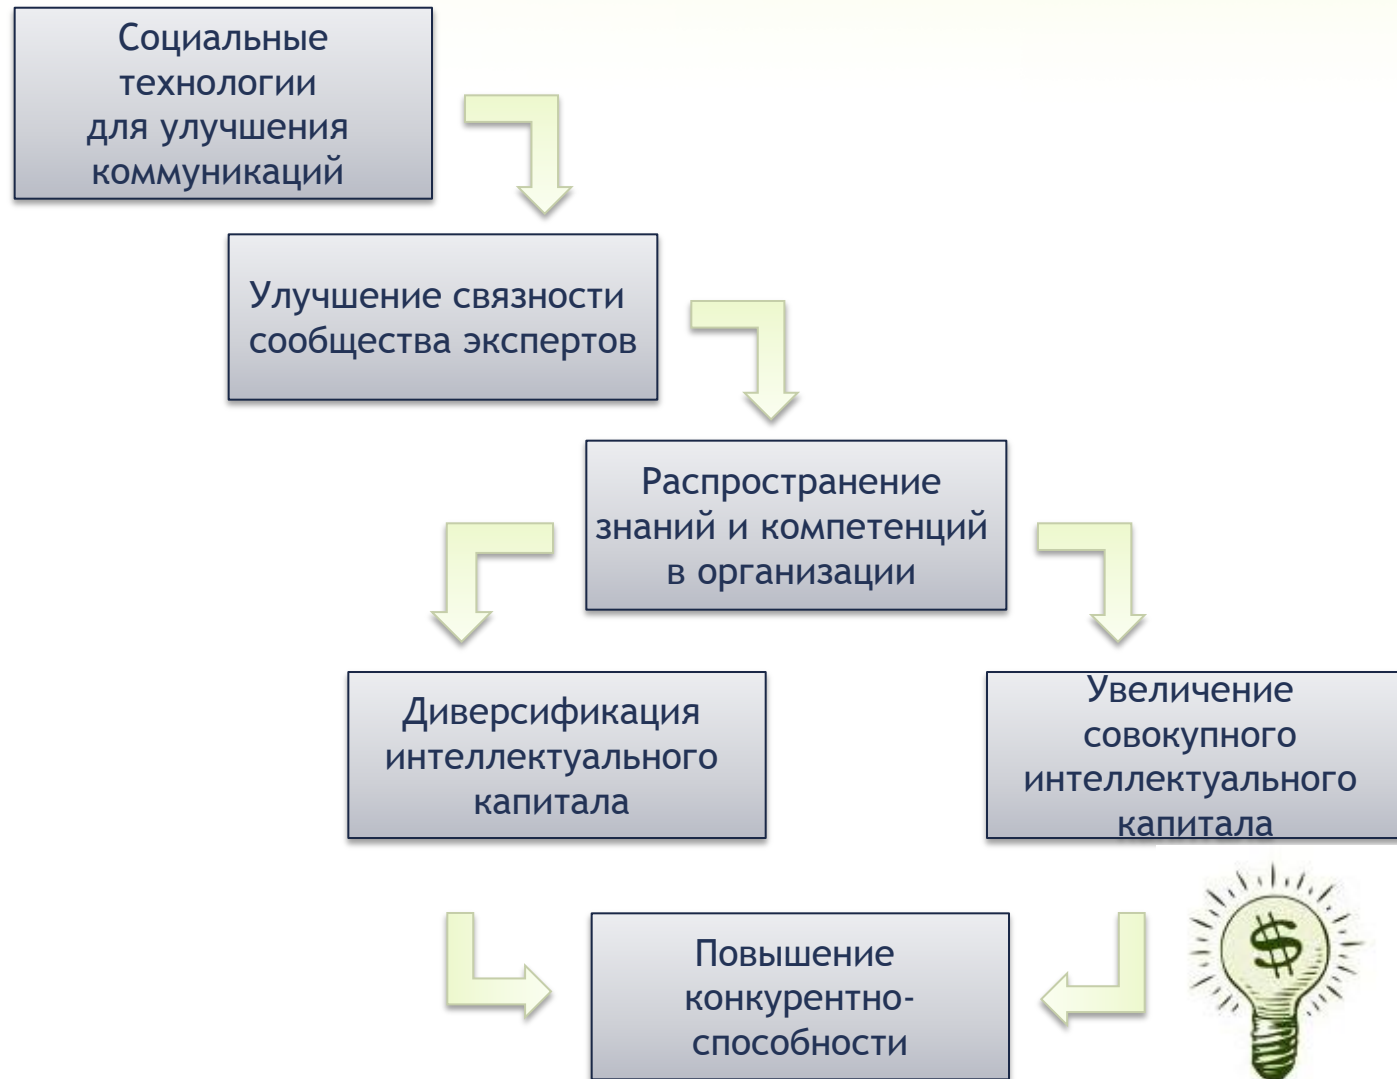 Социальные
технологии
для улучшения
коммуникаций
Улучшение связности
сообщества экспертов
Распространение
знаний и компетенций
в организации
Диверсификация
интеллектуального
капитала
Увеличение
совокупного
интеллектуального
капитала
Повышение
конкурентно-
способности
$